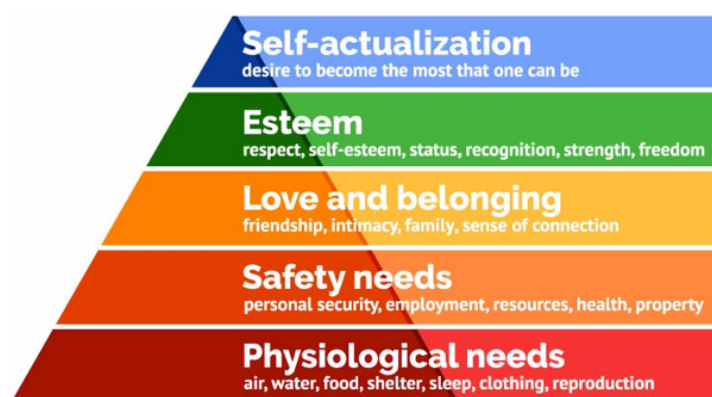 Self-actualization
desire to become the most that one can be
Esteem
respect, self-esteem, status, recognition, strength, freedom
Love and belonging
friendship, intimacy, family, sense of connection
Safety needs
personal security, employment, resources, health, property
Physiological needs
air, water, food, shelter, sleep, clothing, reproduction